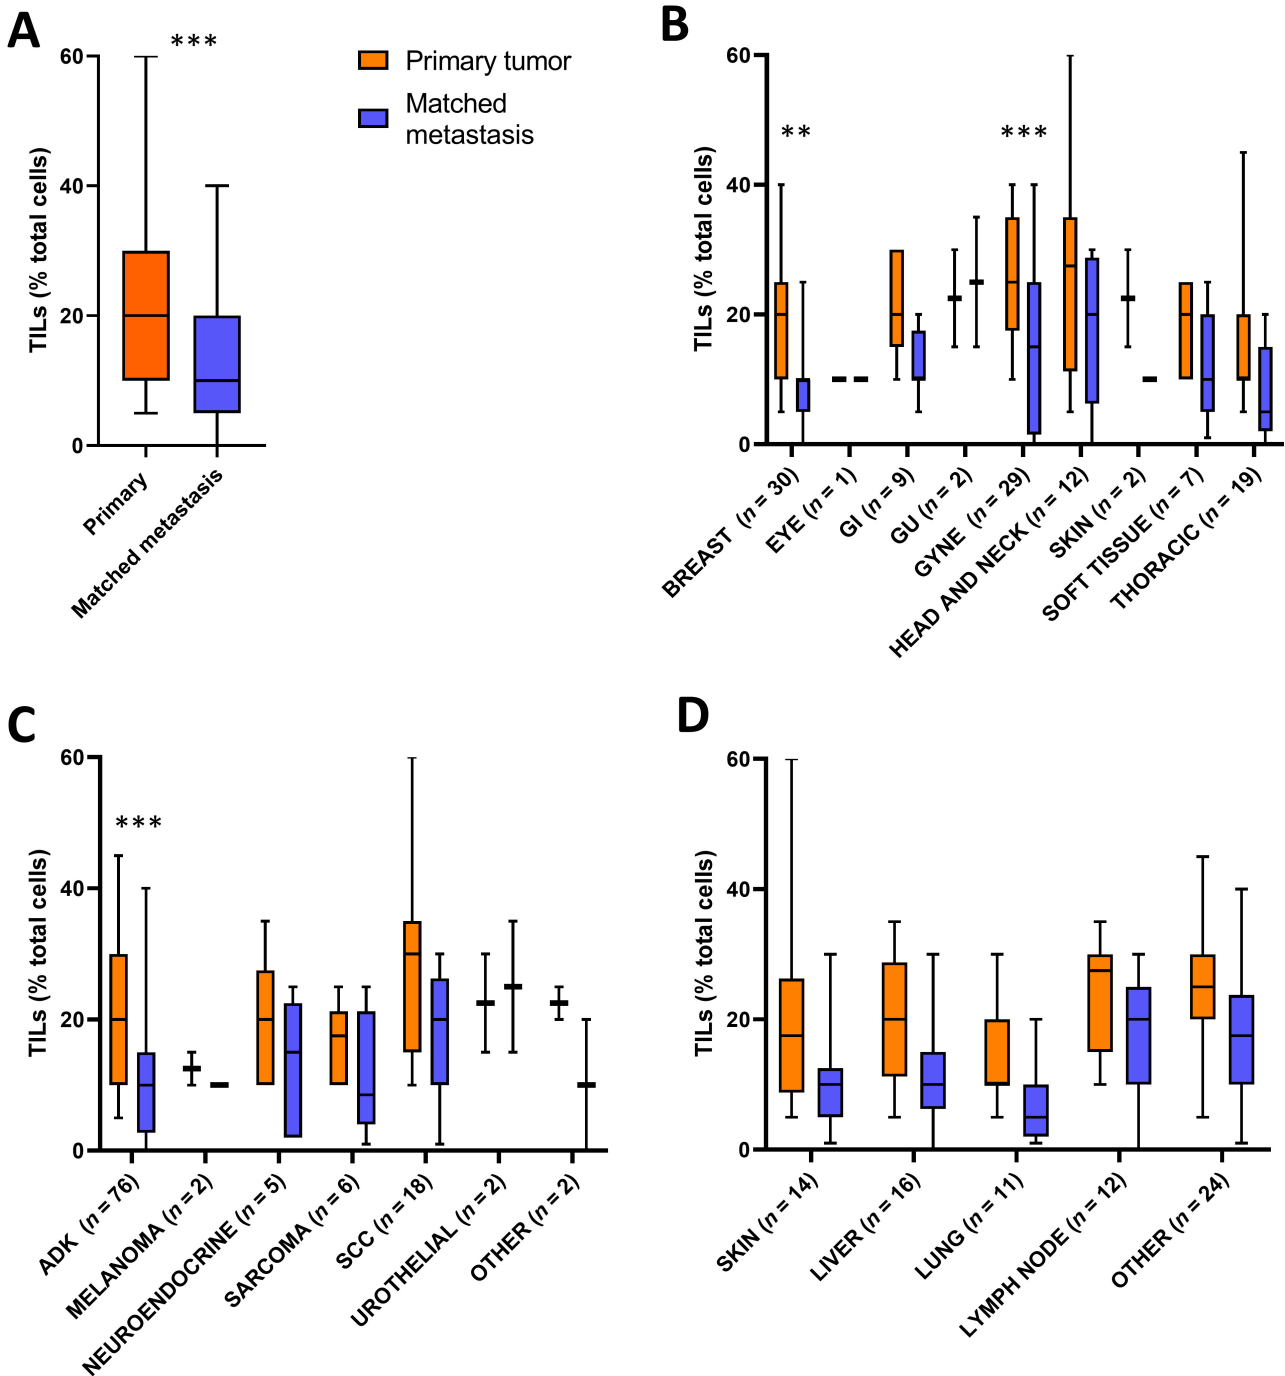 A
***
60
40
20
0
TILs (% total cells)
Primary
Matched metastasis
Primary tumor
Matched
metastasis
B
**
***
60
40
20
0
TILs (% total cells)
BREAST (n = 30)
EYE (n = 1)
GI (n = 9)
GU (n = 2)
GYNE (n = 29)
HEAD AND NECK (n = 12)
SKIN (n = 2)
SOFT TISSUE (n = 7)
THORACIC (n = 19)
C
***
60
40
20
0
TILs (% total cells)
ADK (n = 76)
MELANOMA (n = 2)
NEUROENDOCRINE (n = 5)
SARCOMA (n = 6)
SCC (n = 18)
UROTHELIAL (n = 2)
OTHER (n = 2)
D
60
40
20
0
TILs (% total cells)
SKIN (n = 14)
LIVER (n = 16)
LUNG (n = 11)
LYMPH NODE (n = 12)
OTHER (n = 24)